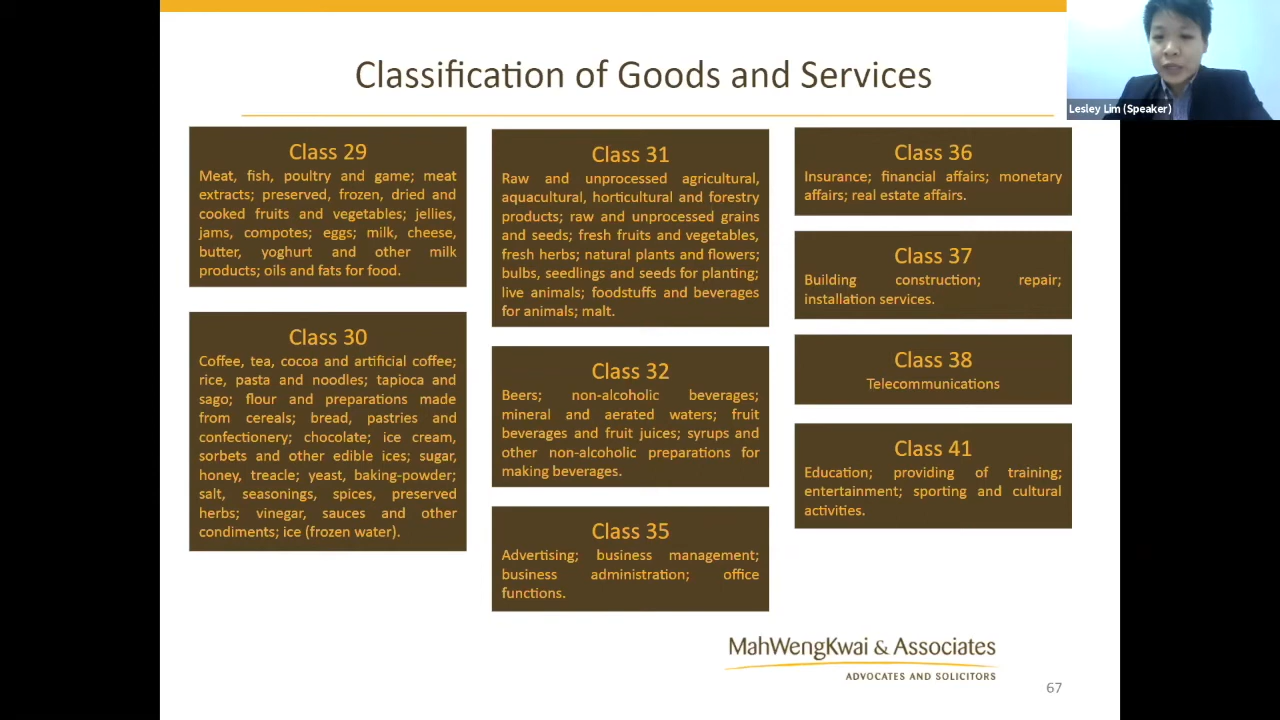 Classification of Goods and Services
Lesley Lim (Speaker)
Class 29
Meat, fish, poultry and game; meat
extracts; preserved, frozen, dried and
cooked fruits and vegetables; jellies,
jams, compotes; eggs; milk, cheese,
butter, yoghurt and other milk
products; oils and fats for food.
Class 30
Coffee, tea, cocoa and artificial coffee;
rice, pasta and noodles; tapioca and
sago; flour and preparations made
from cereals; bread, pastries and
confectionery; chocolate; ice cream,
sorbets and other edible ices; sugar,
honey, treacle; yeast, baking-powder;
salt, seasonings, spices, preserved
herbs; vinegar, sauces and other
condiments; ice (frozen water).
Class 31
Raw and unprocessed agricultural,
aquacultural, horticultural and forestry
products; raw and unprocessed grains
and seeds; fresh fruits and vegetables,
fresh herbs; natural plants and flowers;
bulbs, seedlings and seeds for planting;
live animals; foodstuffs and beverages
for animals; malt.
Class 32
Beers; non-alcoholic beverages;
mineral and aerated waters; fruit
beverages and fruit juices; syrups and
other non-alcoholic preparations for
making beverages.
Class 35
Advertising; business management;
business administration; office
functions.
Class 36
Insurance; financial affairs; monetary
affairs; real estate affairs.
Class 37
Building construction; repair;
installation services.
Class 38
Telecommunications
Class 41
Education; providing of training;
entertainment; sporting and cultural
activities.
MahWengKwai & Associates
ADVOCATES AND SOLICITORS
67